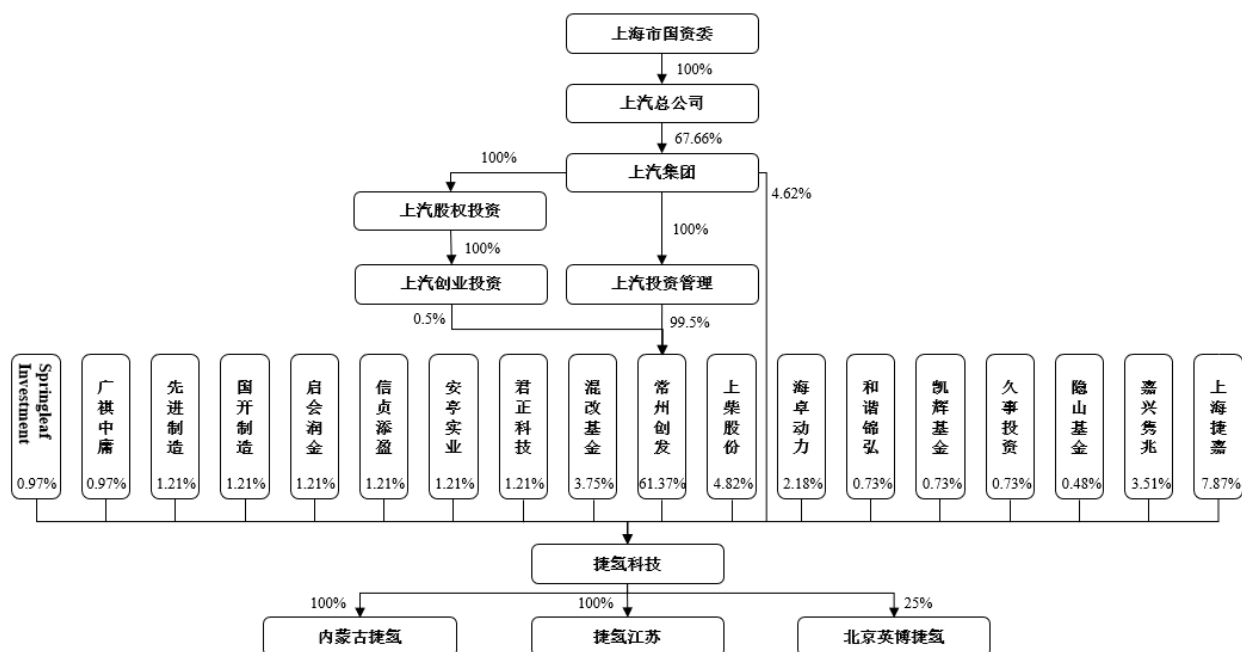 上海市国资委
100%
上汽总公司
67.66%
上汽集团
100%
4.62%
上汽股权投资
100%
100%
上汽创业投资
上汽投资管理
0.5%
99.5%
Springleaf Investment
0.97%
广祺中庸
0.97%
先进制造
1.21%
国开制造
1.21%
启会润金
1.21%
信贞添盈
1.21%
安亭实业
1.21%
君正科技
1.21%
混改基金
3.75%
常州创发
61.37%
上柴股份
4.82%
海卓动力
2.18%
和谐锦弘
0.73%
凯辉基金
0.73%
久事投资
0.73%
隐山基金
0.48%
嘉兴隽兆
3.51%
上海捷嘉
7.87%
捷氢科技
100%
100%
25%
内蒙古捷氢
捷氢江苏
北京英博捷氢